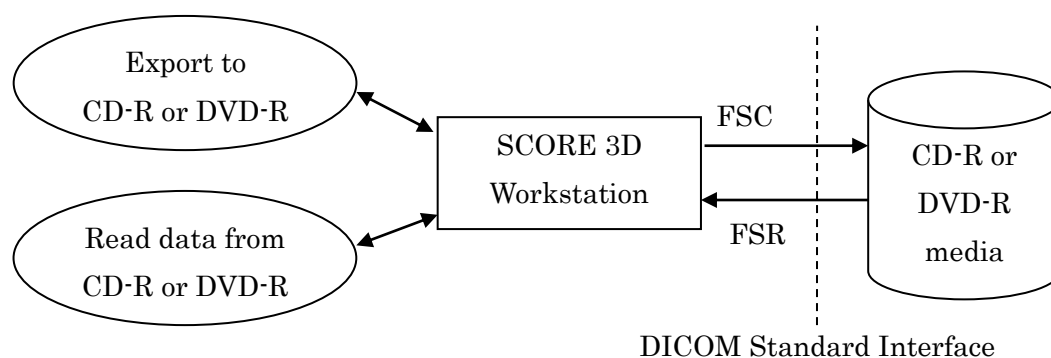 Export to
CD-R or DVD-R
Read data from
CD-R or DVD-R
SCORE 3D
Workstation
FSC
FSR
CD-R or
DVD-R
media
DICOM Standard Interface